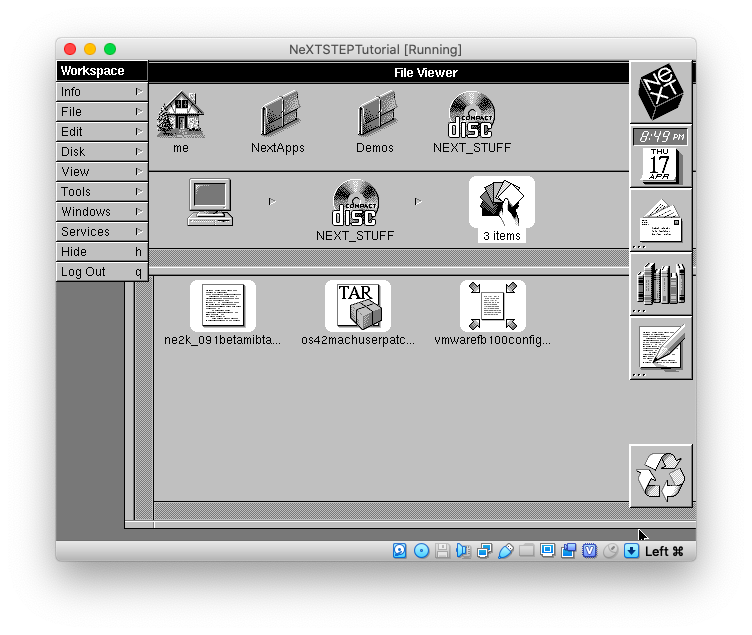 NeXTSTEPTutorial [Running]
Workspace
Info
File
Edit
Disk
View
Tools
Windows
Services
Hide h
Log Out q
File Viewer
me
NextApps
Demos
COMPACT
disc
NEXT_STUFF
COMPACT
disc
NEXT_STUFF
3 items
TAR
ne2k_091betamibta...
os42machuserpatc...
vmwarefb100config...
NeXT
8:49 PM
THU
17
APR
V
Left ⌘